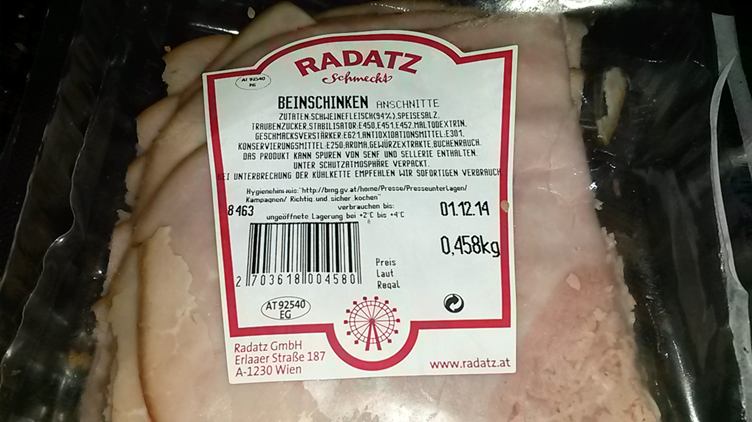 RADATZ
Schmeckt
AT 92540
EG
BEINSCHINKEN ANSCHNITTE
ZUTATEN:SCHWEINEFLEISCH(94%),SPEISESALZ,
TRAUBENZUCKER,STABILISATOR:E450,E451,E452,MALTODEXTRIN,
GESCHMACKSVERSTÄRKER:E621,ANTIOXIDATIONSMITTEL:E301,
KONSERVIERUNGSMITTEL:E250,AROMA,GEWÜRZEXTRAKTE,BUCHENRAUCH.
DAS PRODUKT KANN SPUREN VON SENF UND SELLERIE ENTHALTEN.
UNTER SCHUTZATMOSPHÄRE VERPACKT.
BEI UNTERBRECHUNG DER KÜHLKETTE EMPFEHLEN WIR SOFORTIGEN VERBRAUCH
Hygienehinweis:"http://bmg.gv.at/home/Presse/Presseunterlagen/
Kampagnen/ Richtig und sicher kochen"
8463 verbrauchen bis: 01.12.14
ungeöffnete Lagerung bei +2°C bis +4°C
0,458kg
Preis
Laut
Regal
2 703618 004580
AT 92540
EG
Radatz GmbH
Erlaaer Straße 187
A-1230 Wien
www.radatz.at